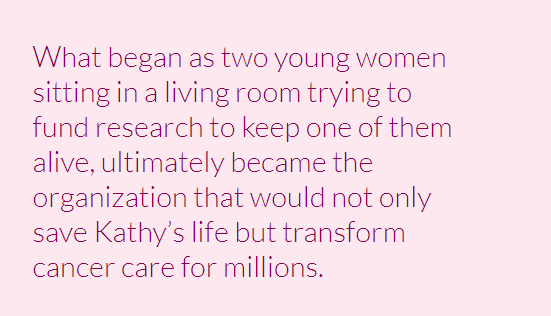 What began as two young women
sitting in a living room trying to
fund research to keep one of them
alive, ultimately became the
organization that would not only
save Kathy’s life but transform
cancer care for millions.